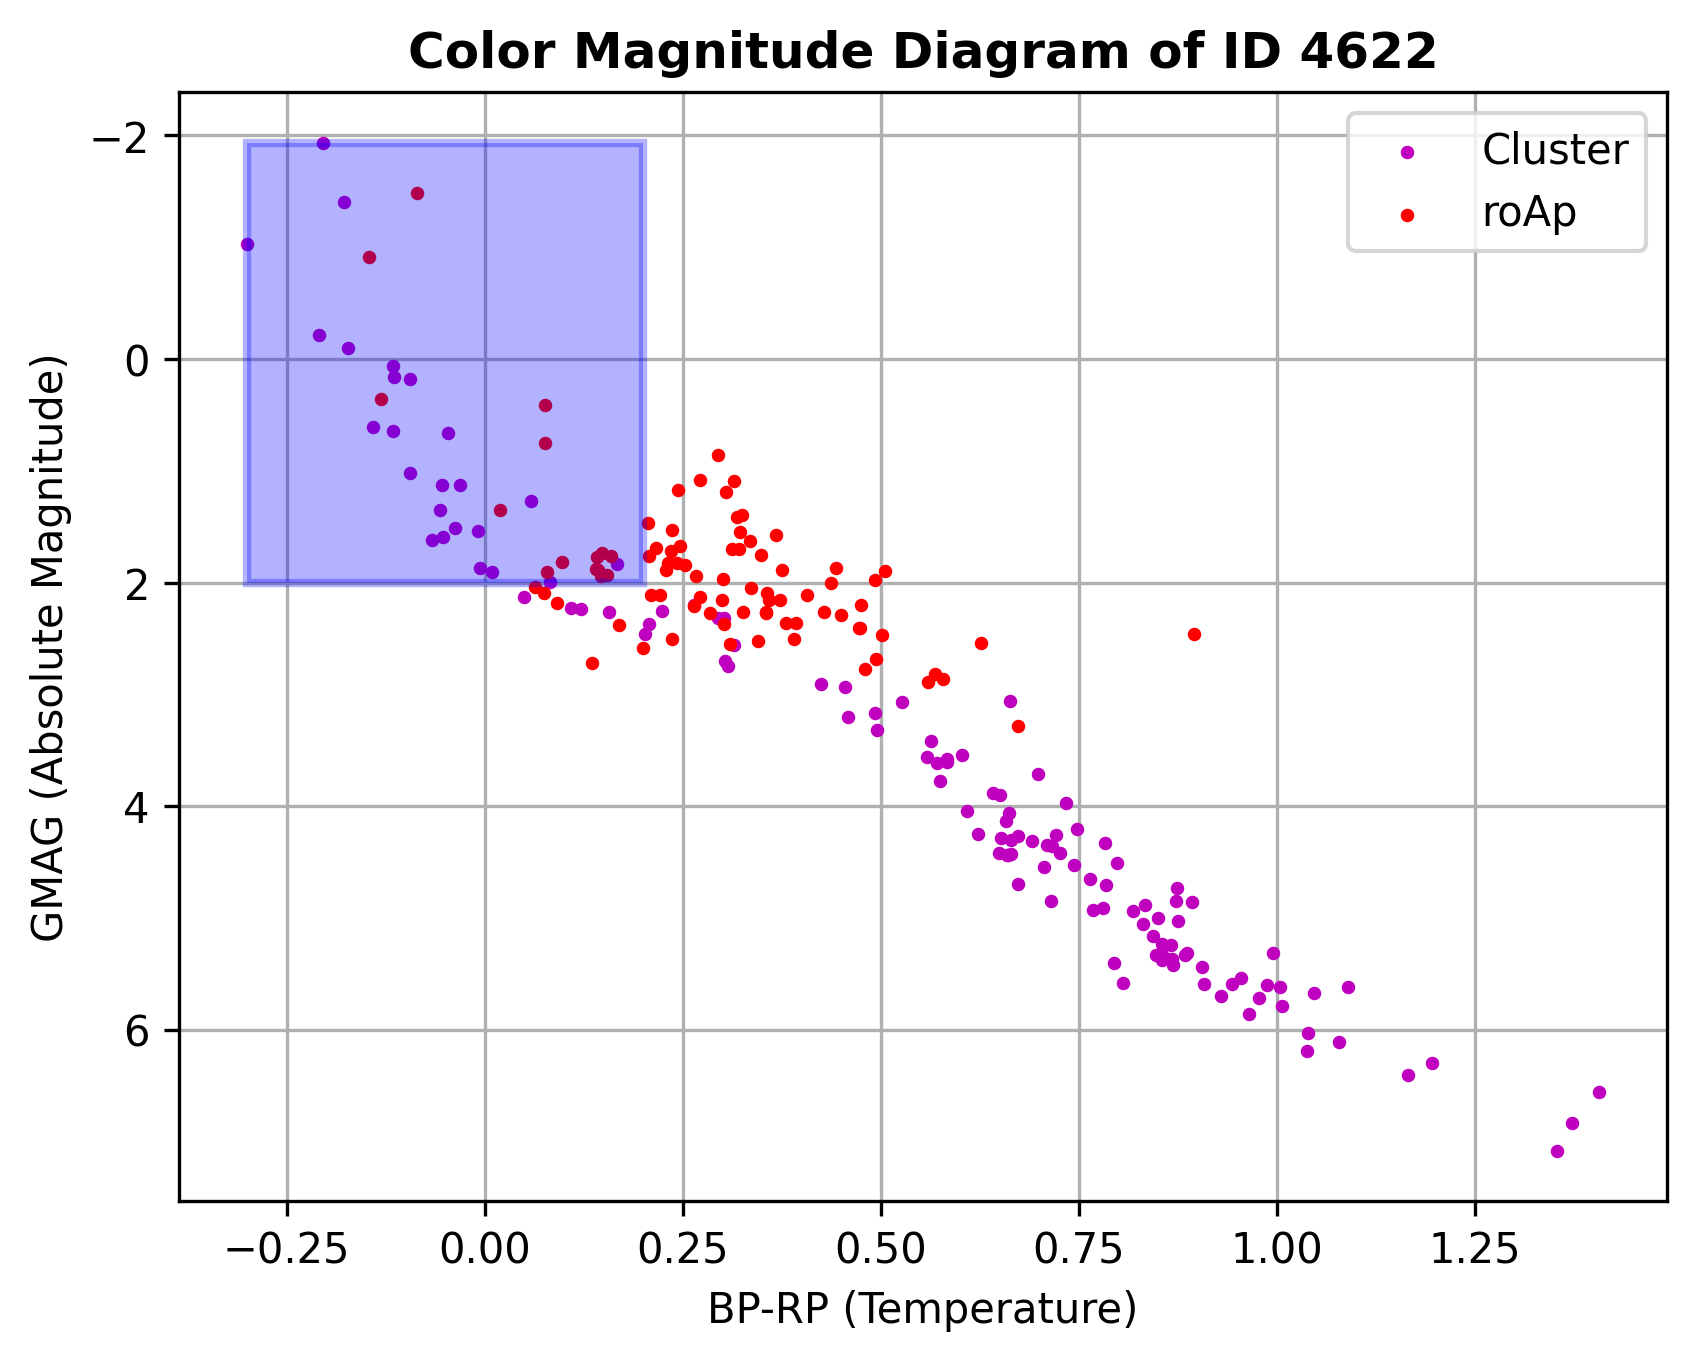 Color Magnitude Diagram of ID 4622
Cluster
roAp
GMAG (Absolute Magnitude)
−2
0
2
4
6
−0.25 0.00 0.25 0.50 0.75 1.00 1.25
BP-RP (Temperature)